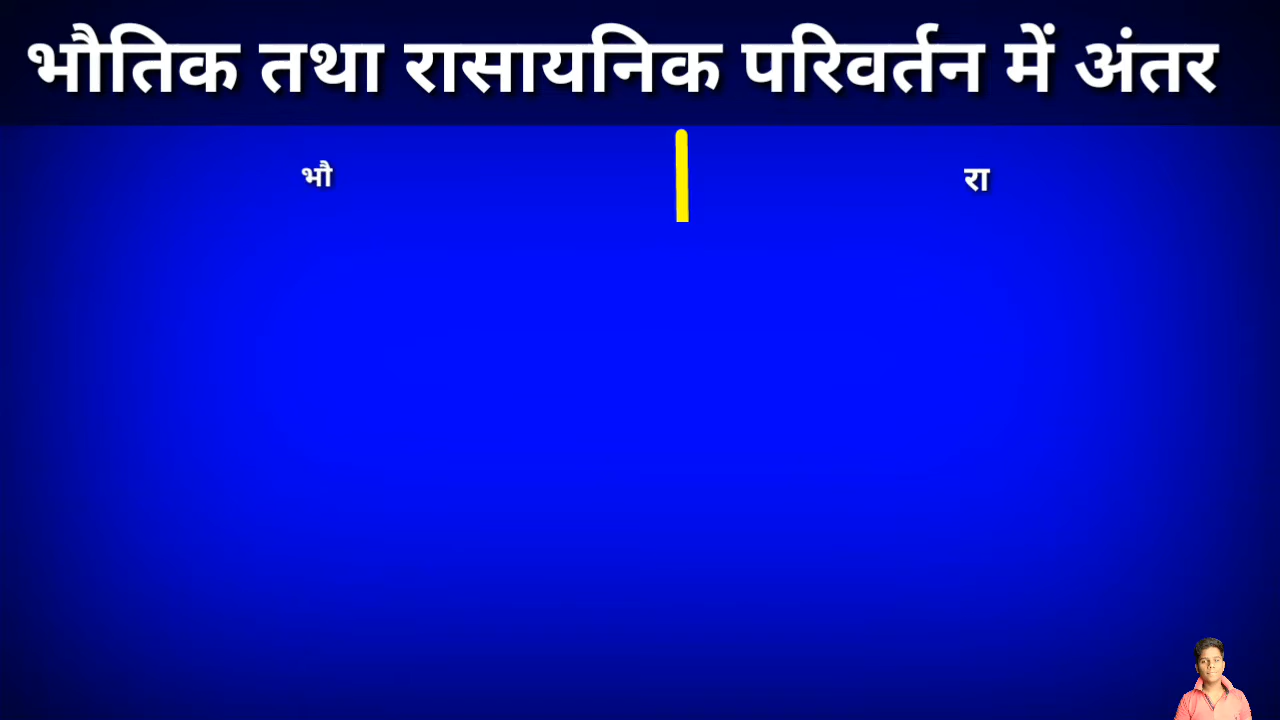 भौतिक तथा रासायनिक परिवर्तन में अंतर
भौ
रा